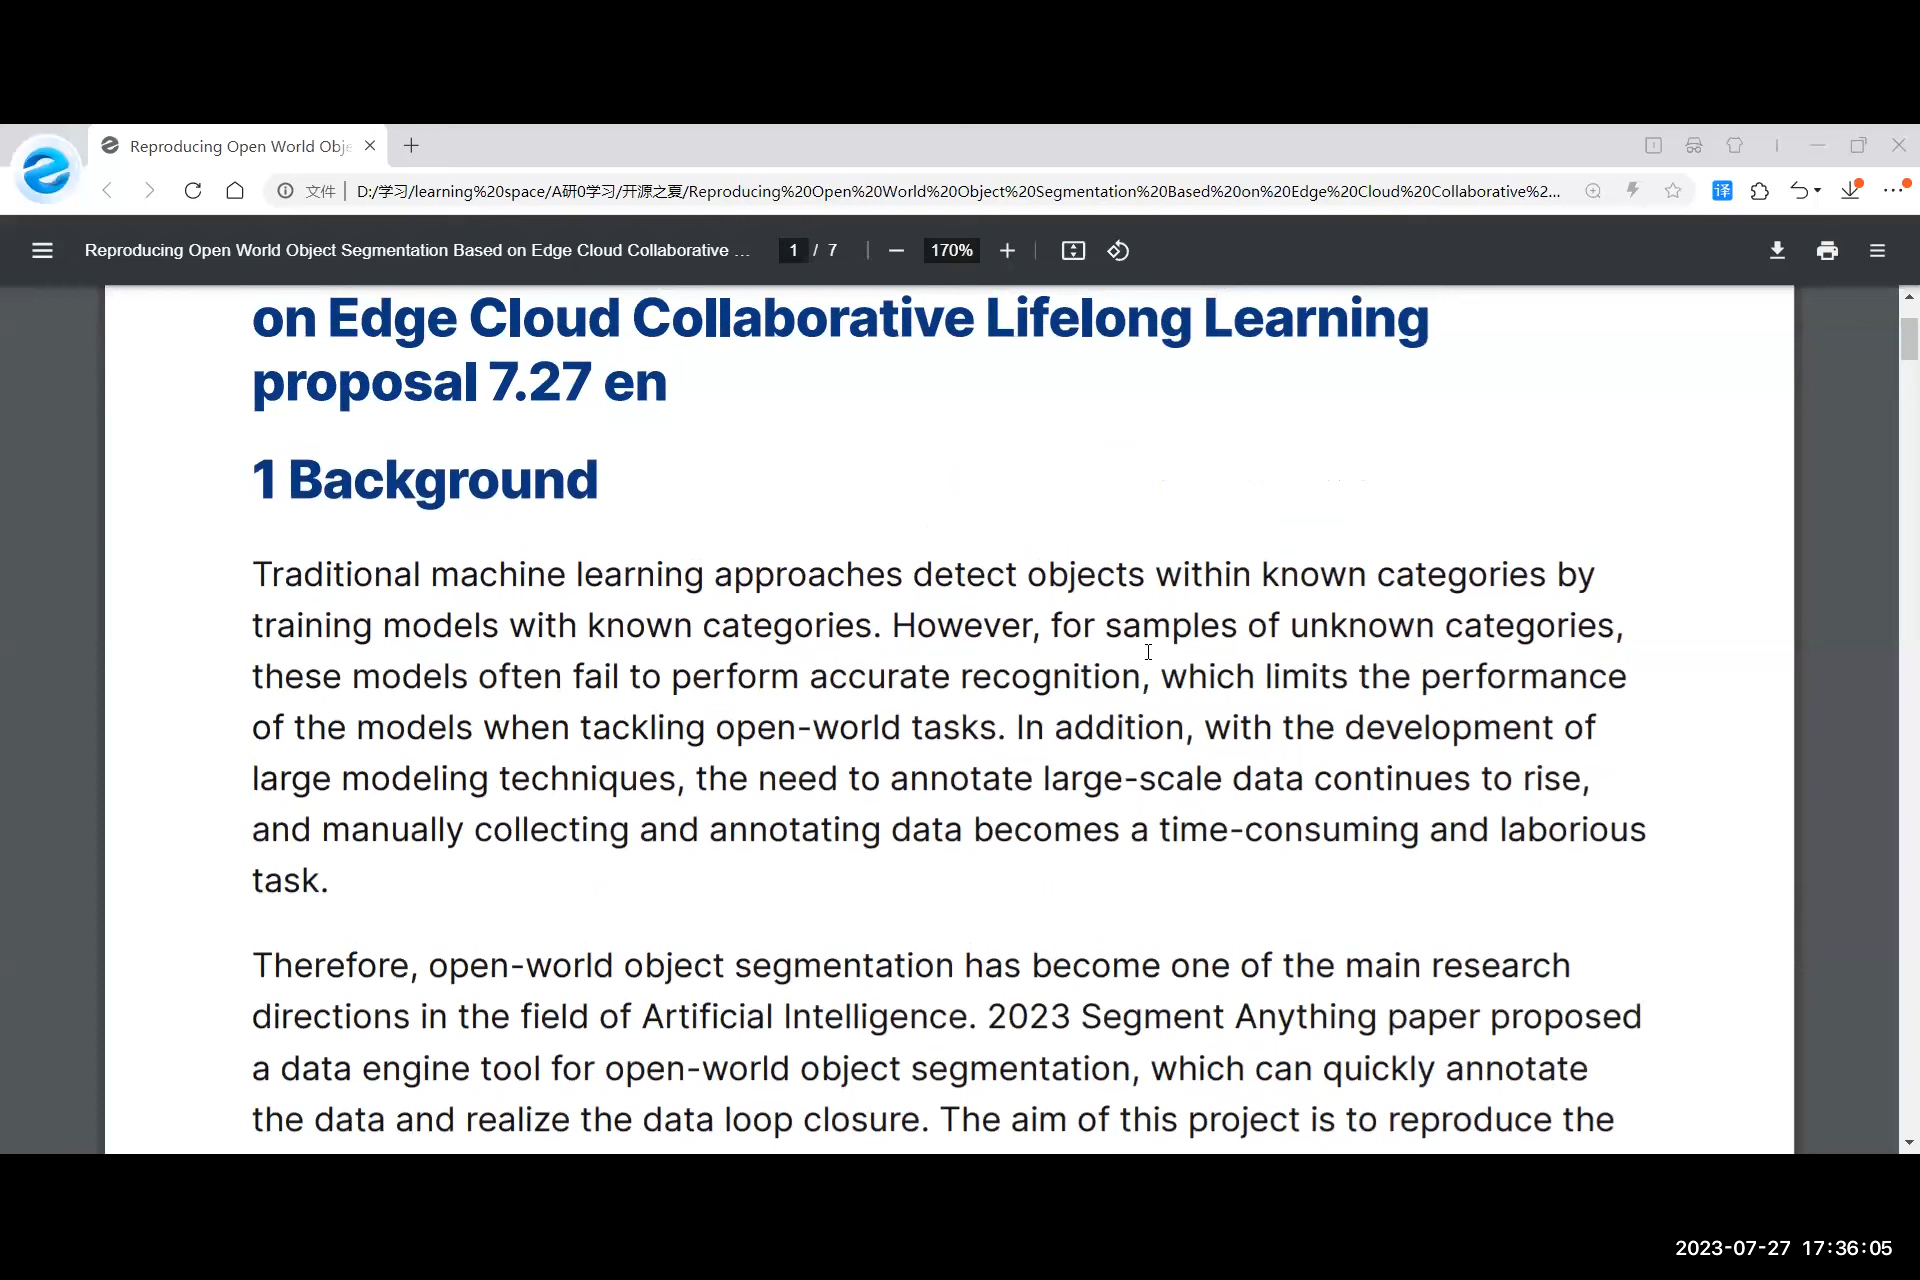 Reproducing Open World Obje
文件 | D:/学习/learning%20space/A研0学习/开源之夏/Reproducing%20Open%20World%20Object%20Segmentation%20Based%20on%20Edge%20Cloud%20Collaborative%2...
译
Reproducing Open World Object Segmentation Based on Edge Cloud Collaborative ... 1 / 7 170%
on Edge Cloud Collaborative Lifelong Learning
proposal 7.27 en
1 Background
Traditional machine learning approaches detect objects within known categories by
training models with known categories. However, for samples of unknown categories,
these models often fail to perform accurate recognition, which limits the performance
of the models when tackling open-world tasks. In addition, with the development of
large modeling techniques, the need to annotate large-scale data continues to rise,
and manually collecting and annotating data becomes a time-consuming and laborious
task.
Therefore, open-world object segmentation has become one of the main research
directions in the field of Artificial Intelligence. 2023 Segment Anything paper proposed
a data engine tool for open-world object segmentation, which can quickly annotate
the data and realize the data loop closure. The aim of this project is to reproduce the
2023-07-27 17:36:05